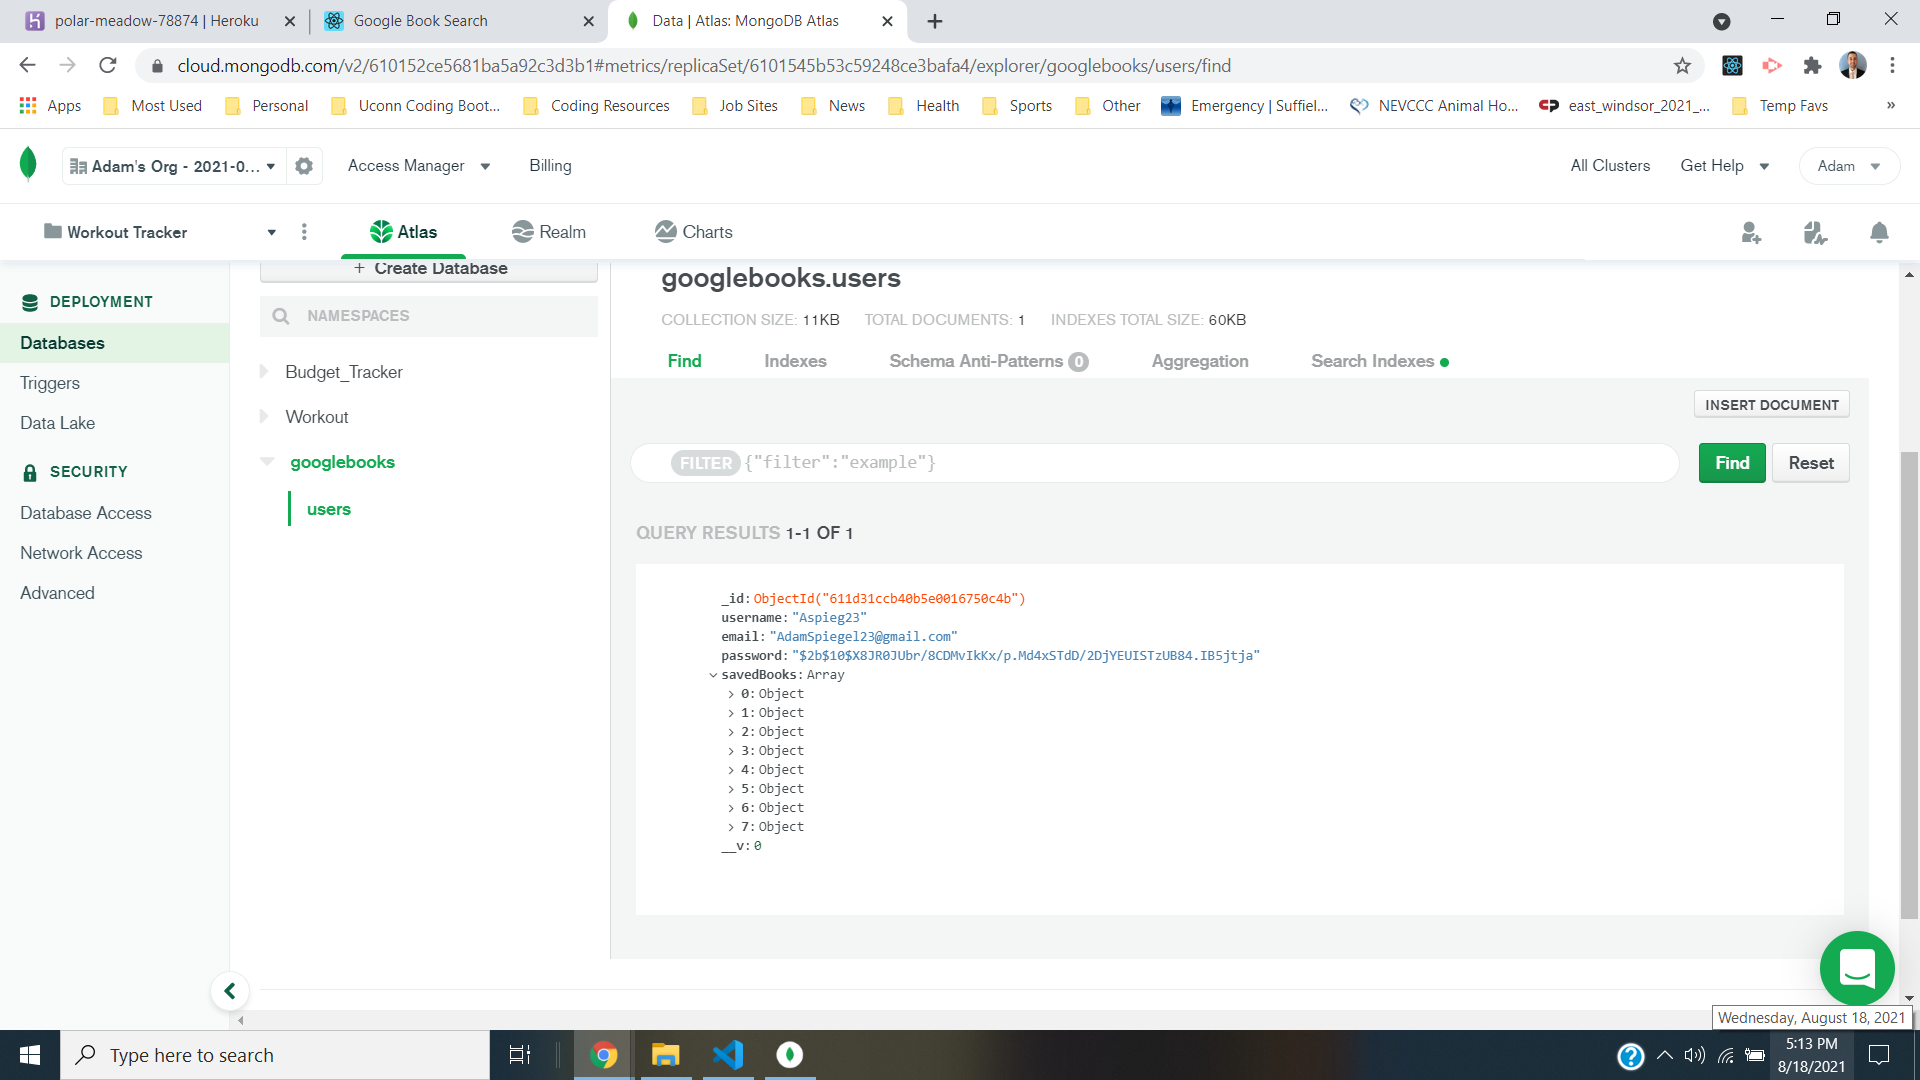 polar-meadow-78874 | Heroku
Google Book Search
Data | Atlas: MongoDB Atlas
cloud.mongodb.com/v2/610152ce5681ba5a92c3d3b1#metrics/replicaSet/6101545b53c59248ce3bafa4/explorer/googlebooks/users/find
Apps
Most Used
Personal
Uconn Coding Boot...
Coding Resources
Job Sites
News
Health
Sports
Other
Emergency | Suffiel...
NEVCCC Animal Ho...
east_windsor_2021_...
Temp Favs
»
Adam's Org - 2021-0...
Access Manager
Billing
All Clusters
Get Help
Adam
Workout Tracker
Atlas
Realm
Charts
DEPLOYMENT
Databases
Triggers
Data Lake
SECURITY
Database Access
Network Access
Advanced
+ Create Database
NAMESPACES
Budget_Tracker
Workout
googlebooks
users
googlebooks.users
COLLECTION SIZE: 11KB TOTAL DOCUMENTS: 1 INDEXES TOTAL SIZE: 60KB
Find
Indexes
Schema Anti-Patterns 0
Aggregation
Search Indexes
INSERT DOCUMENT
FILTER {"filter":"example"}
Find
Reset
QUERY RESULTS 1-1 OF 1
_id: ObjectId("611d31ccb40b5e0016750c4b")
username: "Aspieg23"
email: "AdamSpiegel23@gmail.com"
password: "$2b$10$X8JR0JUbr/8CDMvIkKx/p.Md4xSTdD/2DjYEUISTzUB84.IB5jtja"
savedBooks: Array
0: Object
1: Object
2: Object
3: Object
4: Object
5: Object
6: Object
7: Object
__v: 0
Wednesday, August 18, 2021
Type here to search
5:13 PM
8/18/2021